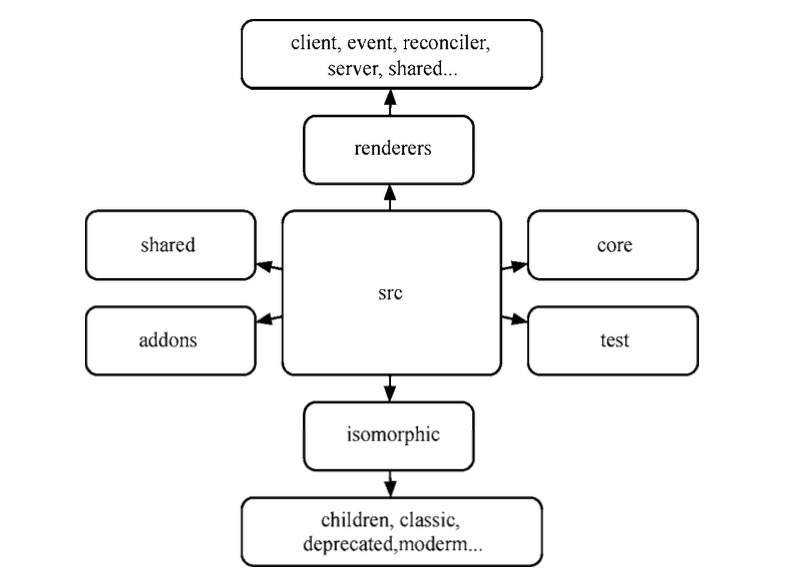 client, event, reconciler,
server, shared...
renderers
shared
core
src
addons
test
isomorphic
children, classic,
deprecated,moderm...